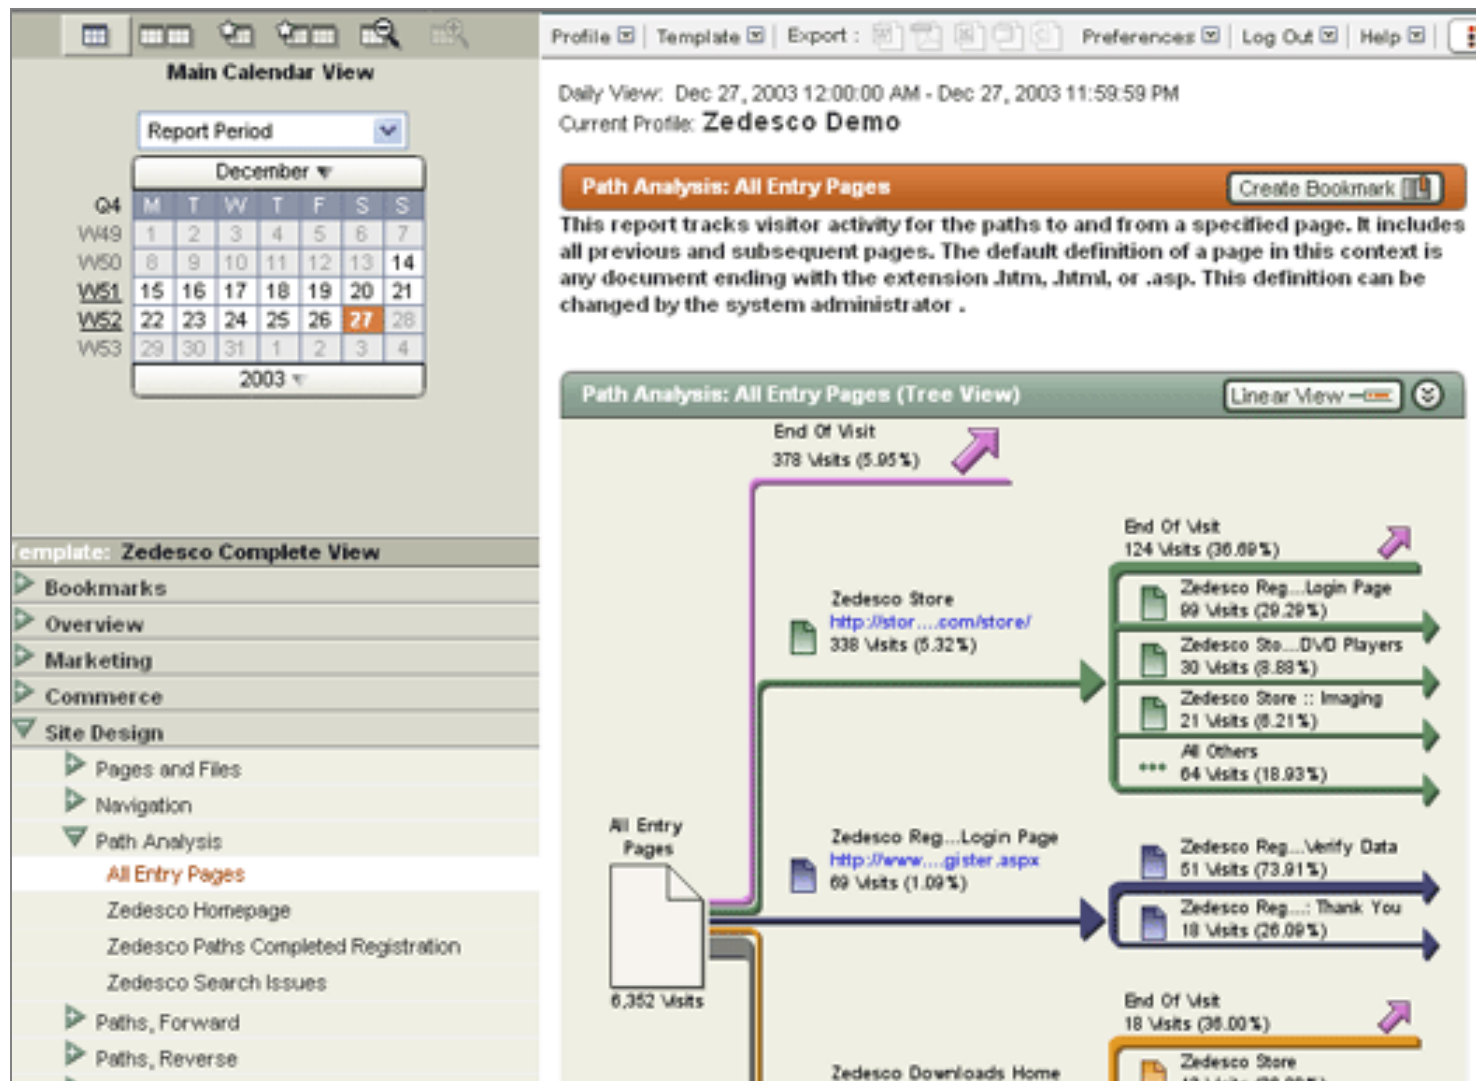 Main Calendar View
Report Period
December
Q4 M T W T F S S
W49 1 2 3 4 5 6 7
W50 8 9 10 11 12 13 14
W51 15 16 17 18 19 20 21
W52 22 23 24 25 26 27 28
W53 29 30 31 1 2 3 4
2003
Template: Zedesco Complete View
Bookmarks
Overview
Marketing
Commerce
Site Design
Pages and Files
Navigation
Path Analysis
All Entry Pages
Zedesco Homepage
Zedesco Paths Completed Registration
Zedesco Search Issues
Paths, Forward
Paths, Reverse
Profile | Template | Export : Preferences | Log Out | Help |
Daily View: Dec 27, 2003 12:00:00 AM - Dec 27, 2003 11:59:59 PM
Current Profile: Zedesco Demo
Path Analysis: All Entry Pages
Create Bookmark
This report tracks visitor activity for the paths to and from a specified page. It includes
all previous and subsequent pages. The default definition of a page in this context is
any document ending with the extension .htm, .html, or .asp. This definition can be
changed by the system administrator .
Path Analysis: All Entry Pages (Tree View)
Linear View
End Of Visit
378 Visits (5.95%)
End Of Visit
124 Visits (36.69%)
Zedesco Store
http://stor....com/store/
338 Visits (5.32%)
Zedesco Reg...Login Page
99 Visits (29.29%)
Zedesco Sto...DVD Players
30 Visits (8.88%)
Zedesco Store :: Imaging
21 Visits (6.21%)
All Others
64 Visits (18.93%)
All Entry
Pages
6,352 Visits
Zedesco Reg...Login Page
http://www....gister.aspx
69 Visits (1.09%)
Zedesco Reg...Verify Data
51 Visits (73.91%)
Zedesco Reg...: Thank You
18 Visits (26.09%)
End Of Visit
18 Visits (36.00%)
Zedesco Downloads Home
Zedesco Store